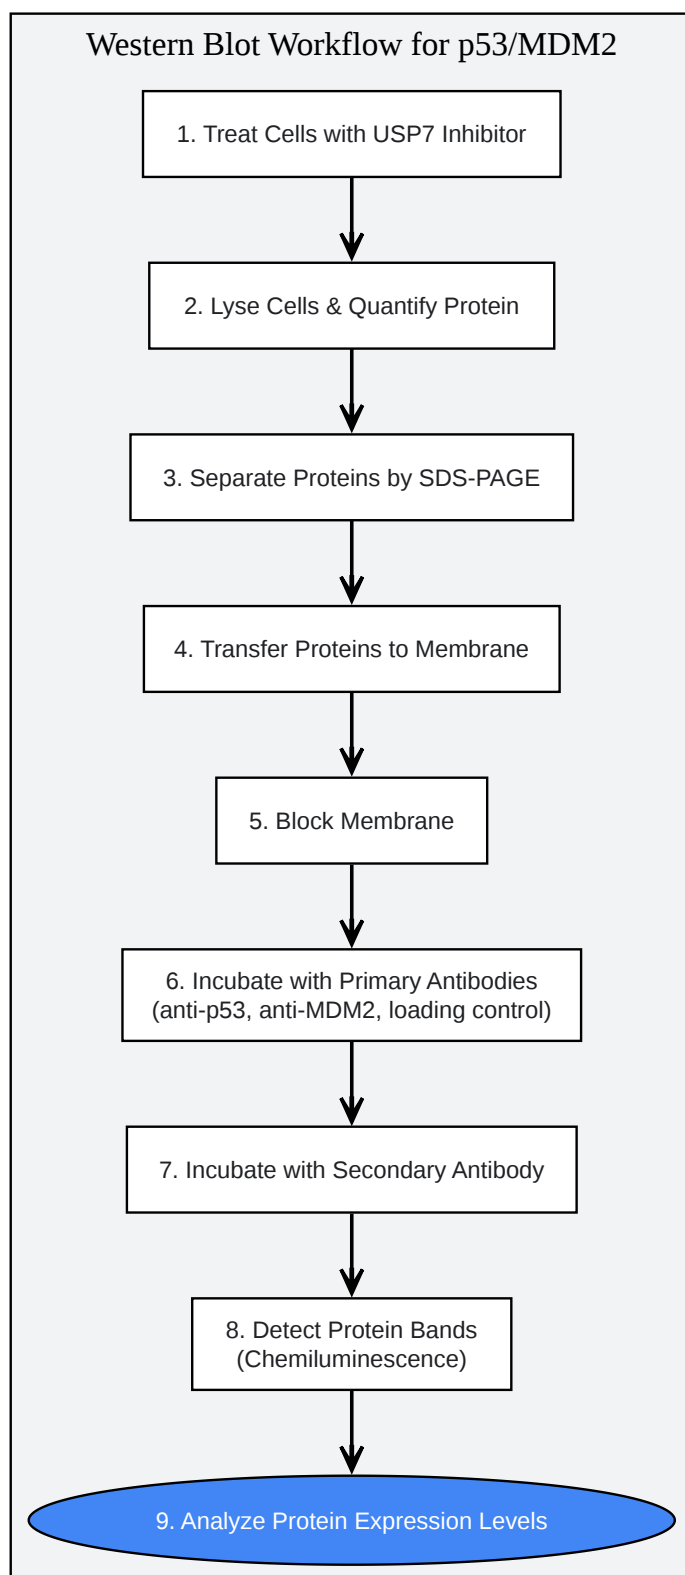 Western Blot Workflow for p53/MDM2
1. Treat Cells with USP7 Inhibitor
2. Lyse Cells & Quantify Protein
3. Separate Proteins by SDS-PAGE
4. Transfer Proteins to Membrane
5. Block Membrane
6. Incubate with Primary Antibodies
(anti-p53, anti-MDM2, loading control)
7. Incubate with Secondary Antibody
8. Detect Protein Bands
(Chemiluminescence)
9. Analyze Protein Expression Levels